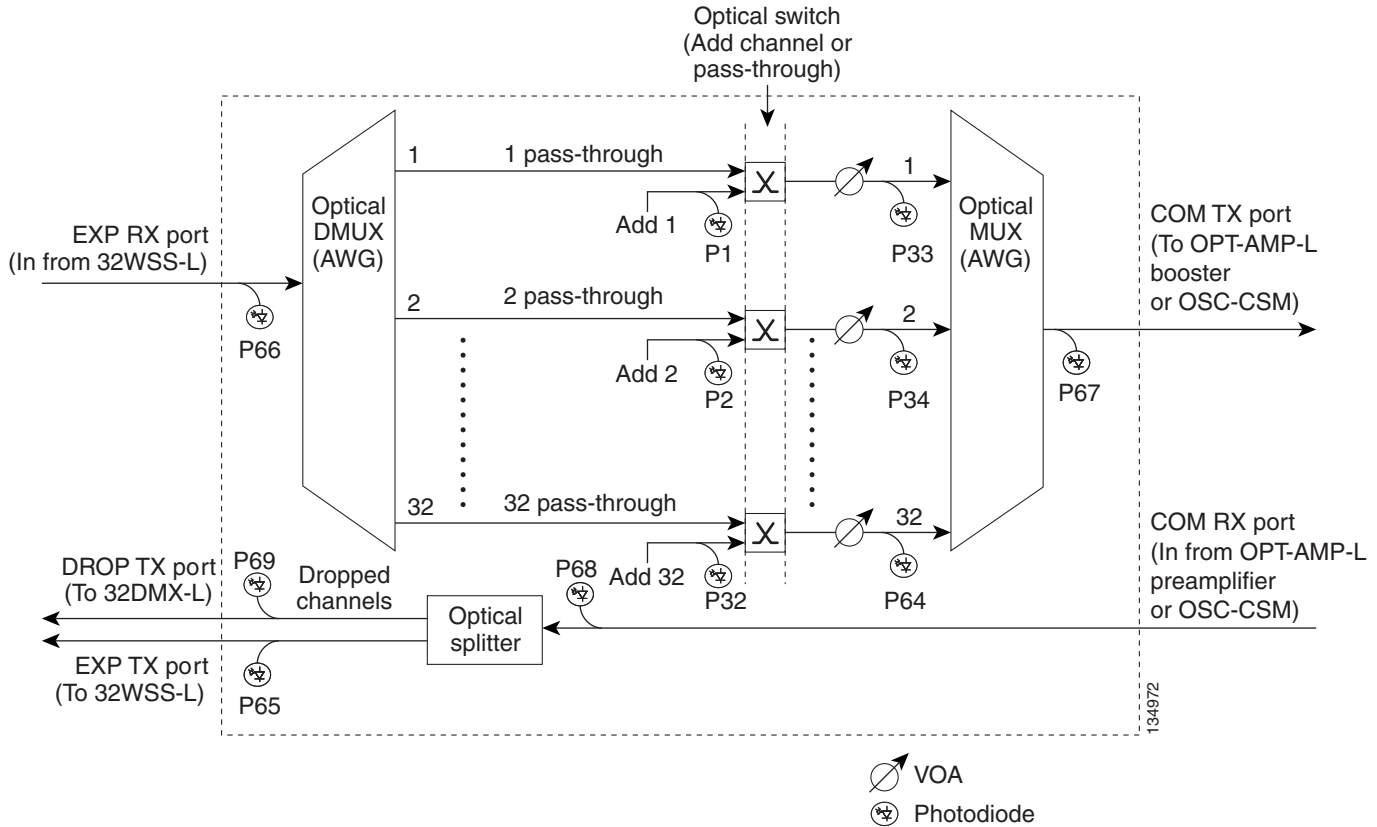 Optical switch
(Add channel or
pass-through)
1
1 pass-through
Add 1
P1
1
P33
Optical
DMUX
(AWG)
Optical
MUX
(AWG)
EXP RX port
(In from 32WSS-L)
P66
COM TX port
(To OPT-AMP-L
booster
or OSC-CSM)
2
2 pass-through
Add 2
P2
2
P34
P67
32
32 pass-through
Add 32
P32
32
P64
COM RX port
(In from OPT-AMP-L
preamplifier
or OSC-CSM)
DROP TX port
(To 32DMX-L)
P69
Dropped
channels
P68
Optical
splitter
EXP TX port
(To 32WSS-L)
P65
134972
VOA
Photodiode